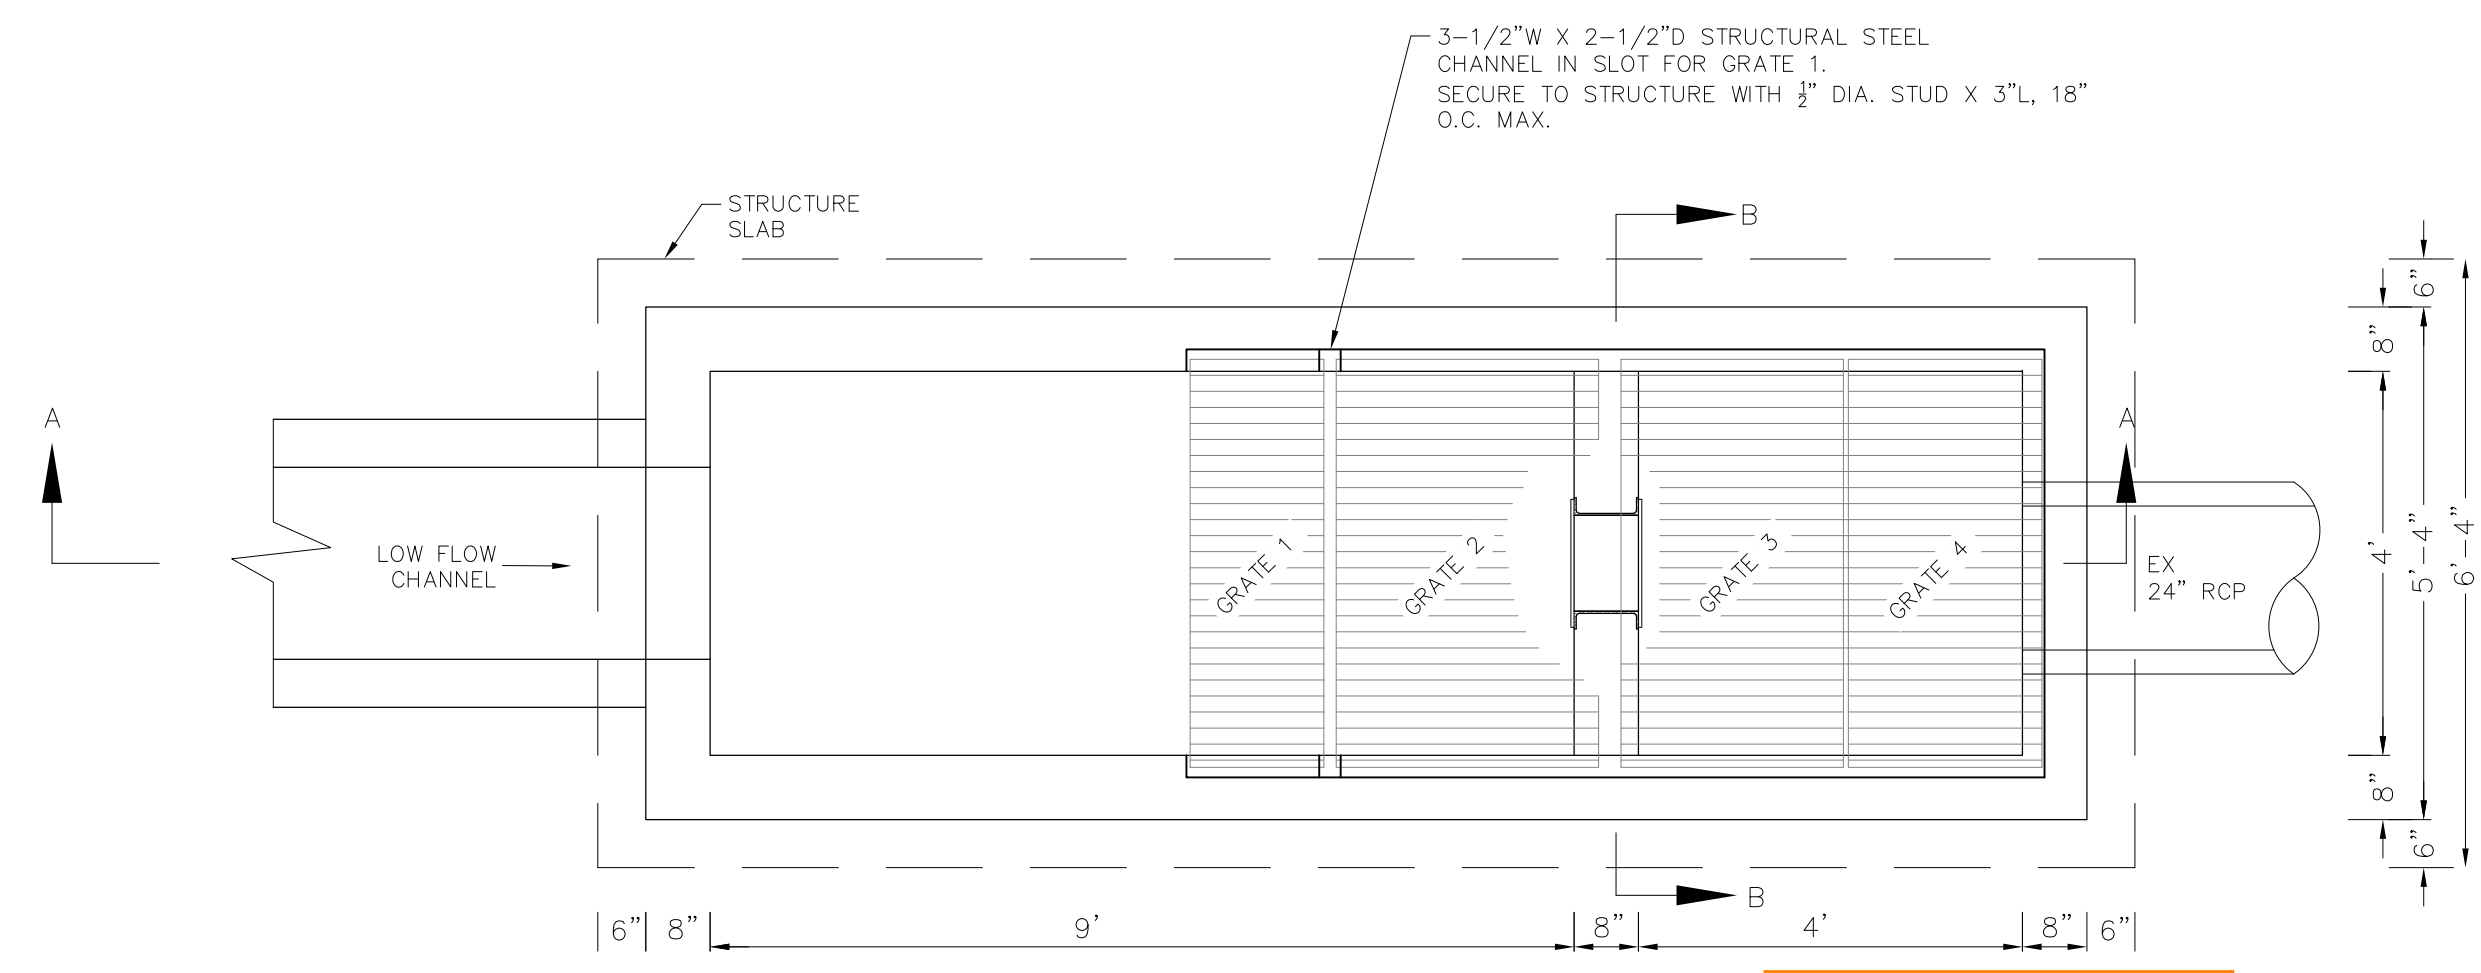 3-1/2"W X 2-1/2"D STRUCTURAL STEEL
CHANNEL IN SLOT FOR GRATE 1.
SECURE TO STRUCTURE WITH ½" DIA. STUD X 3"L, 18"
O.C. MAX.
STRUCTURE
SLAB
B
6"
8"
A
A
LOW FLOW
CHANNEL
GRATE 1
GRATE 2
GRATE 3
GRATE 4
EX
24" RCP
4'
5'-4"
6'-4"
8"
6"
B
6"
8"
9'
8"
4'
8"
6"